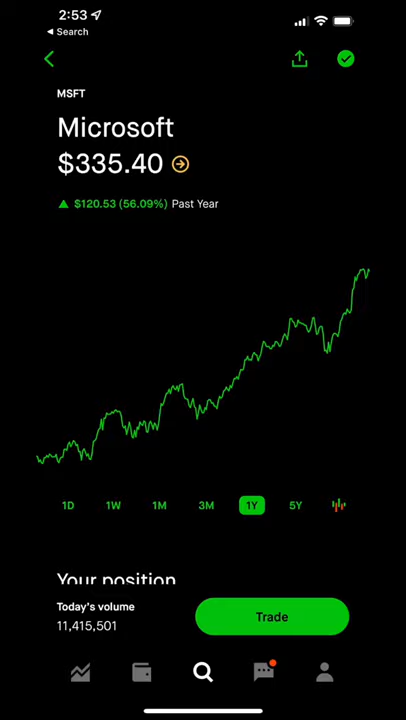 2:53
Search
MSFT
Microsoft
$335.40
$120.53 (56.09%) Past Year
1D 1W 1M 3M 1Y 5Y
Your position
Today's volume
11,415,501
Trade